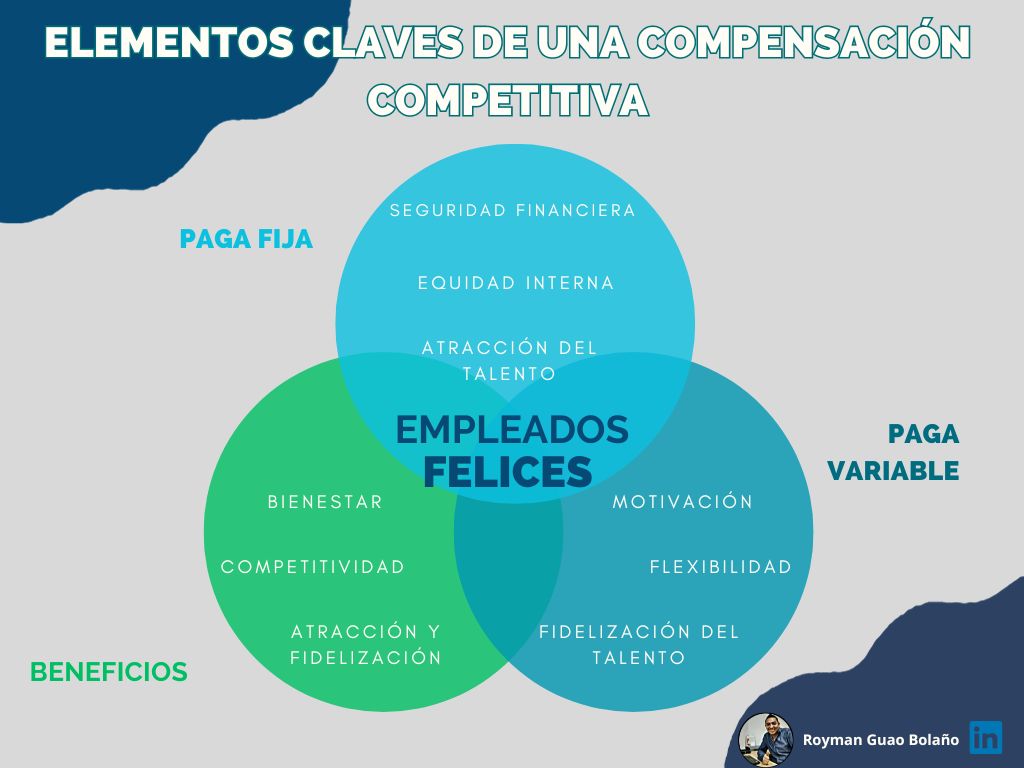 ELEMENTOS CLAVES DE UNA COMPENSACIÓN
COMPETITIVA
SEGURIDAD FINANCIERA
PAGA FIJA
EQUIDAD INTERNA
ATRACCIÓN DEL
TALENTO
EMPLEADOS
FELICES
PAGA
VARIABLE
BIENESTAR
MOTIVACIÓN
COMPETITIVIDAD
FLEXIBILIDAD
ATRACCIÓN Y
FIDELIZACIÓN
FIDELIZACIÓN DEL
TALENTO
BENEFICIOS
Royman Guao Bolaño
in